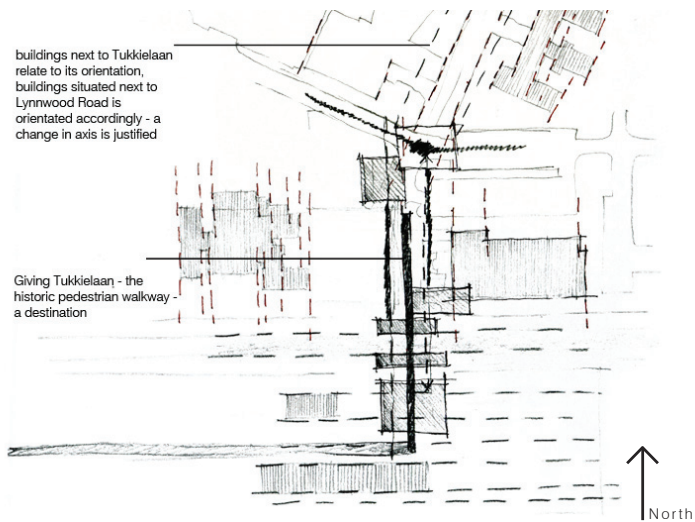 buildings next to Tukkielaan
relate to its orientation,
buildings situated next to
Lynnwood Road is
orientated accordingly - a
change in axis is justified
Giving Tukkielaan - the
historic pedestrian walkway -
a destination
North